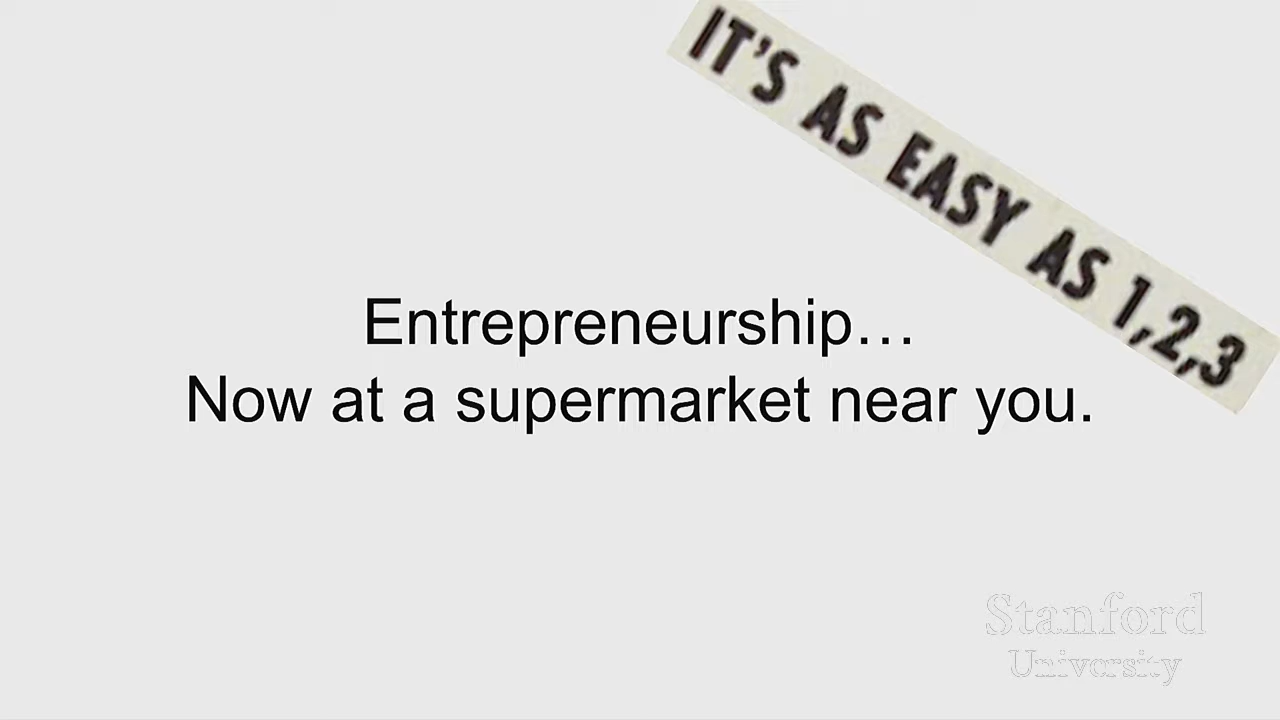 IT'S AS EASY AS 1,2,3
Entrepreneurship…
Now at a supermarket near you.
Stanford
University